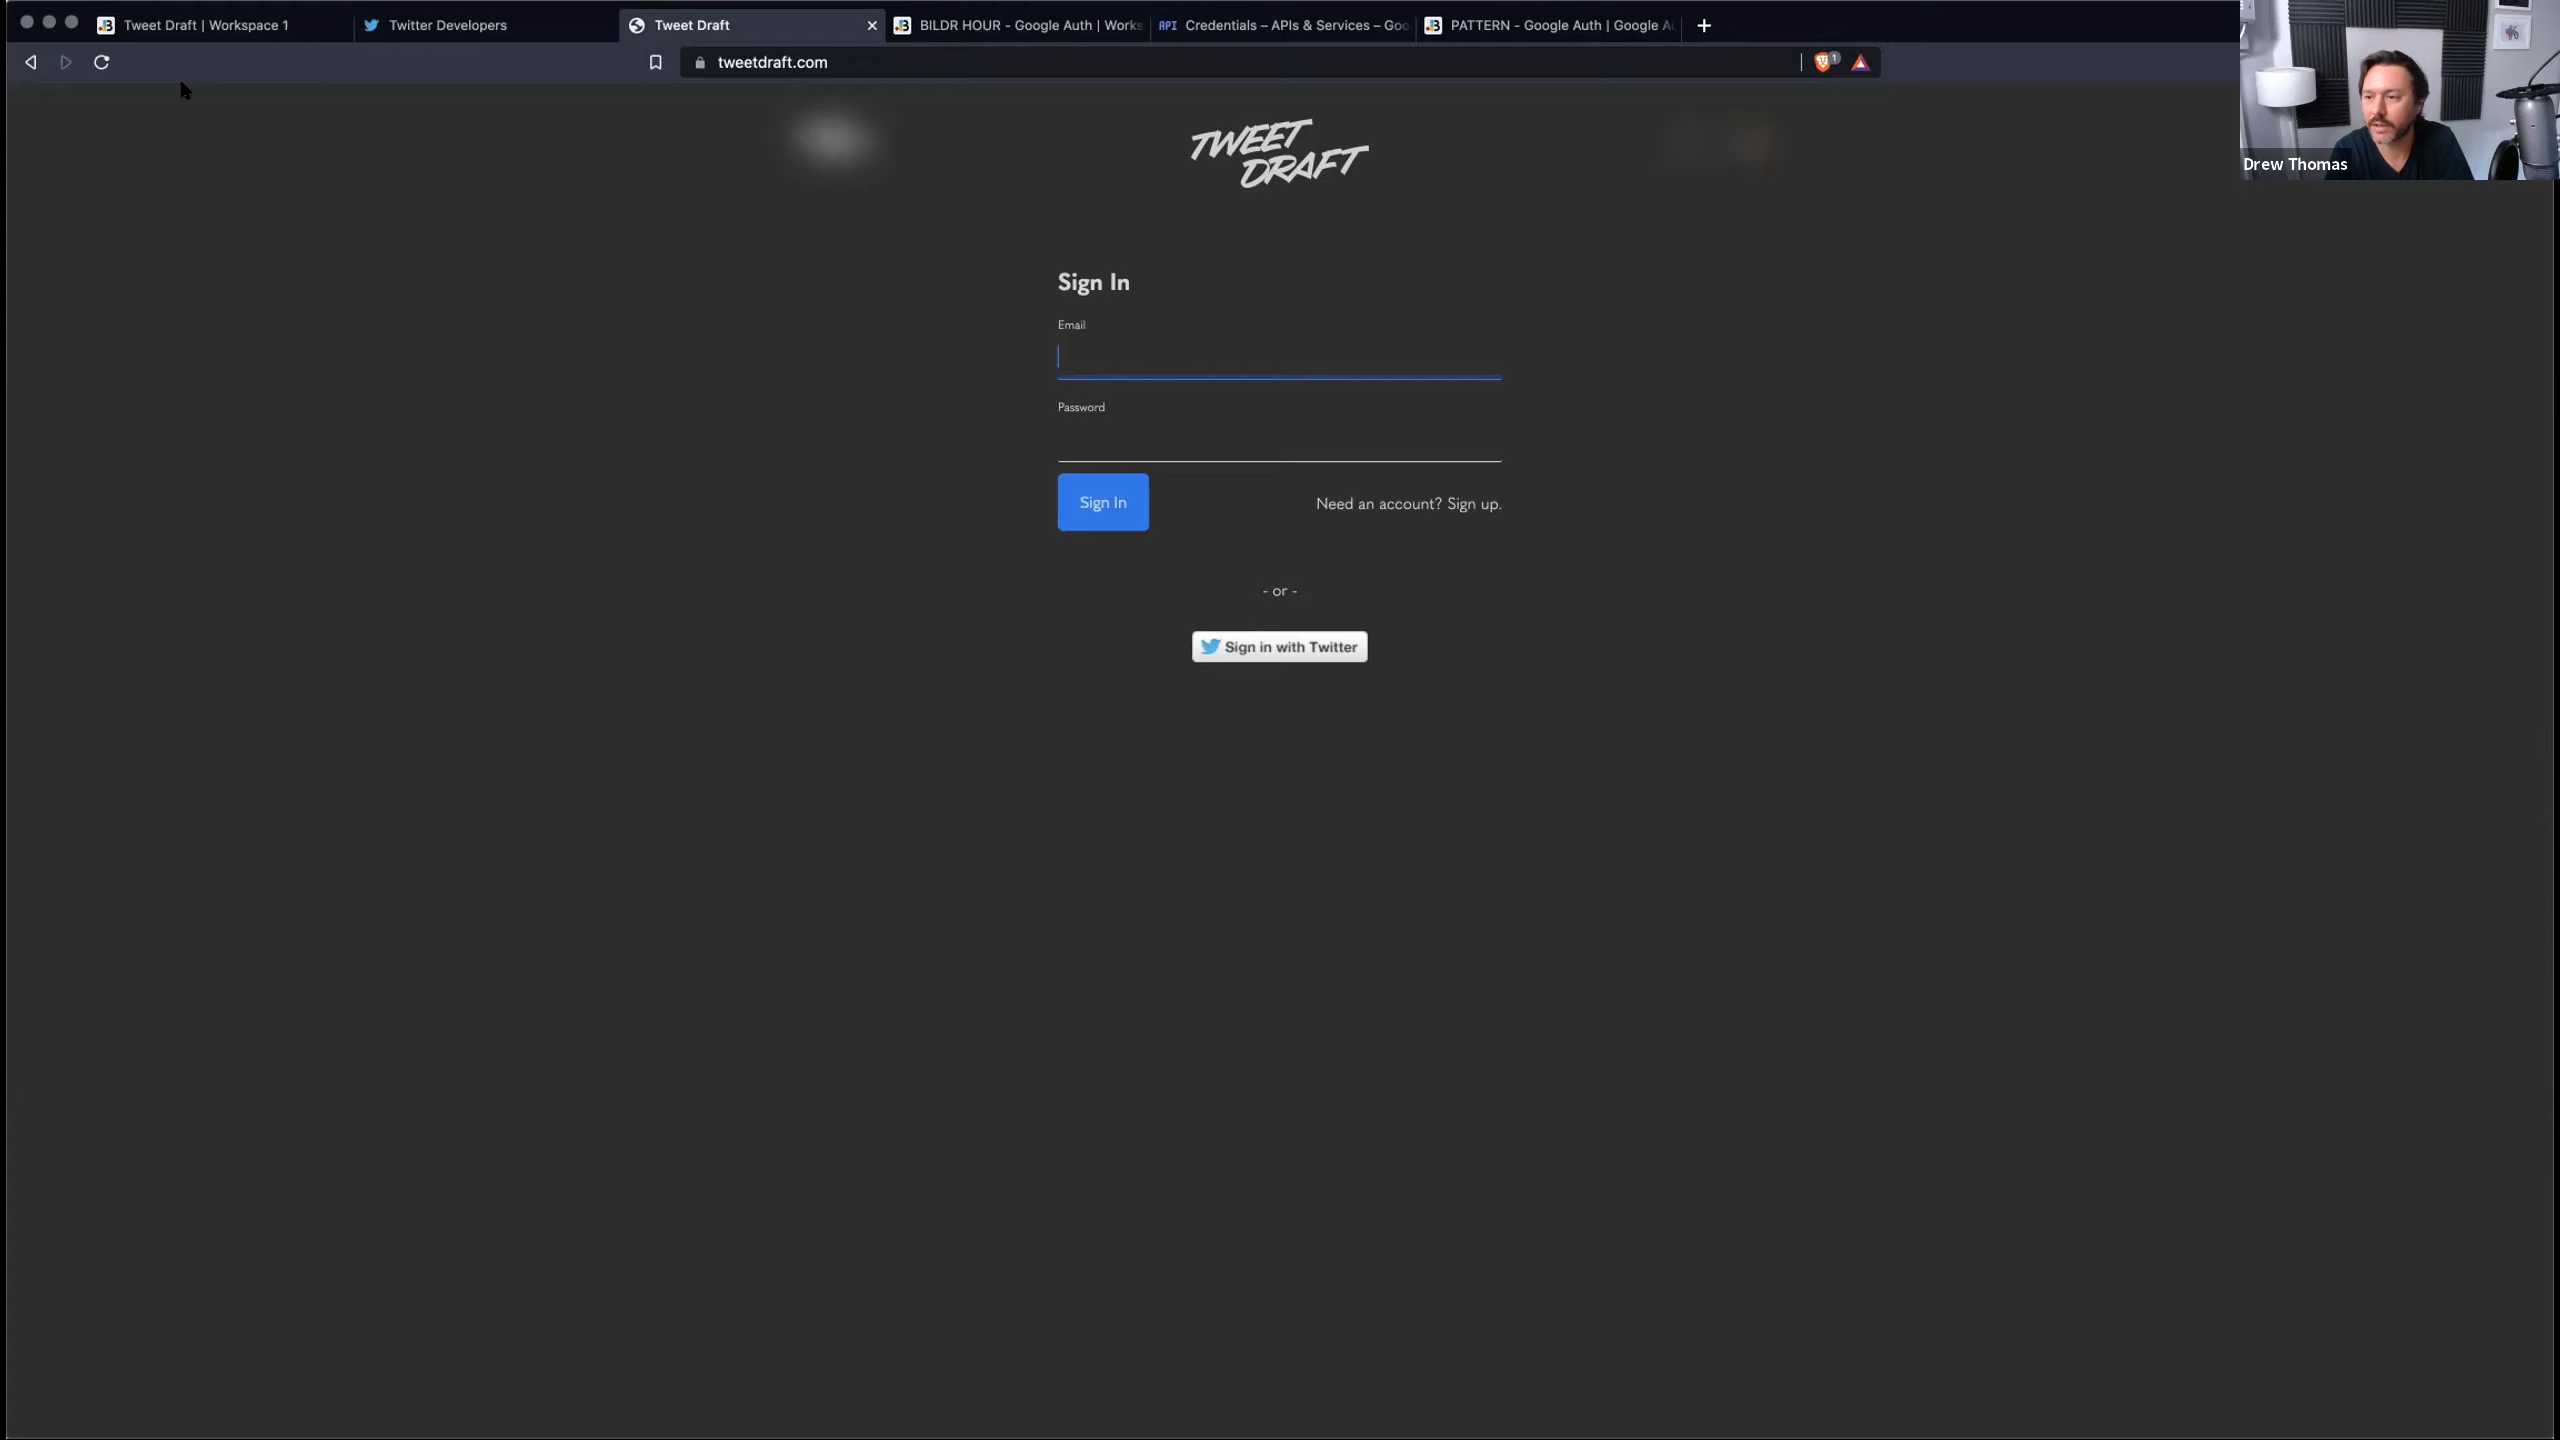 Tweet Draft | Workspace 1
Twitter Developers
Tweet Draft
BILDR HOUR - Google Auth | Works
API Credentials – APIs & Services – Goo
PATTERN - Google Auth | Google Au
tweetdraft.com
1
Drew Thomas
TWEET
DRAFT
Sign In
Email
Password
Sign In
Need an account? Sign up.
- or -
Sign in with Twitter